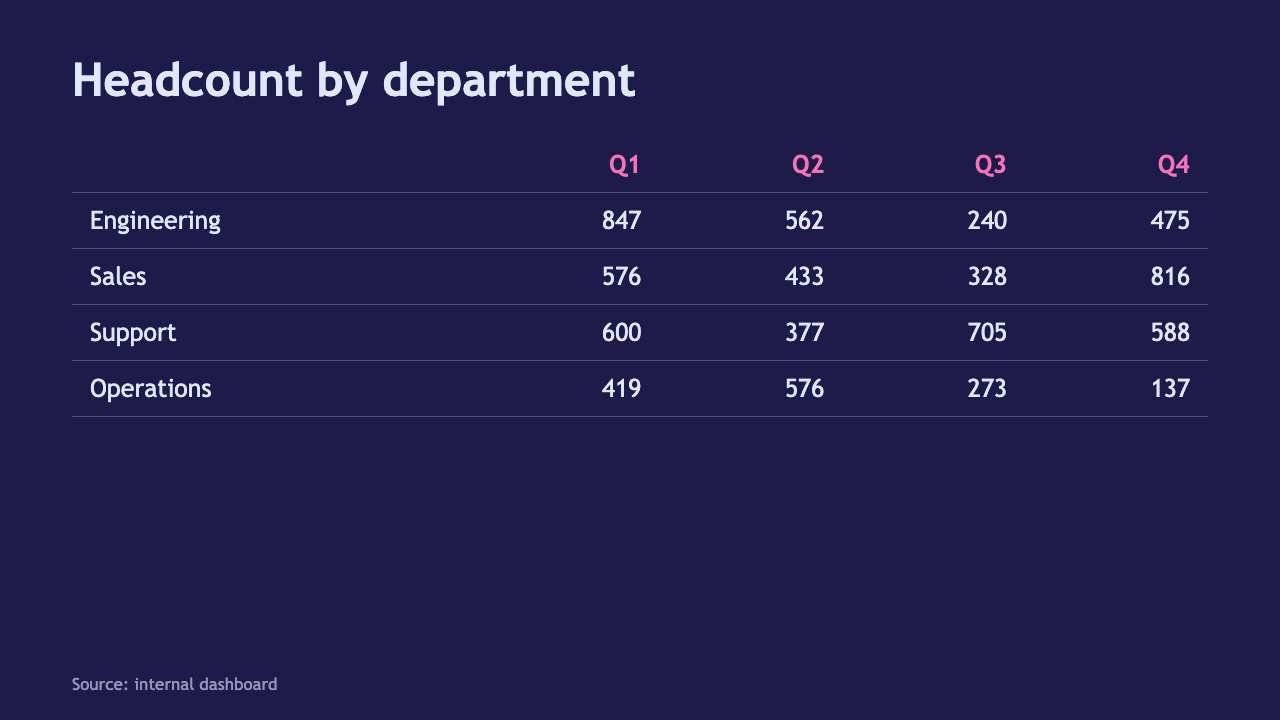 Headcount by department
Q1 Q2 Q3 Q4
Engineering 847 562 240 475
Sales 576 433 328 816
Support 600 377 705 588
Operations 419 576 273 137
Source: internal dashboard